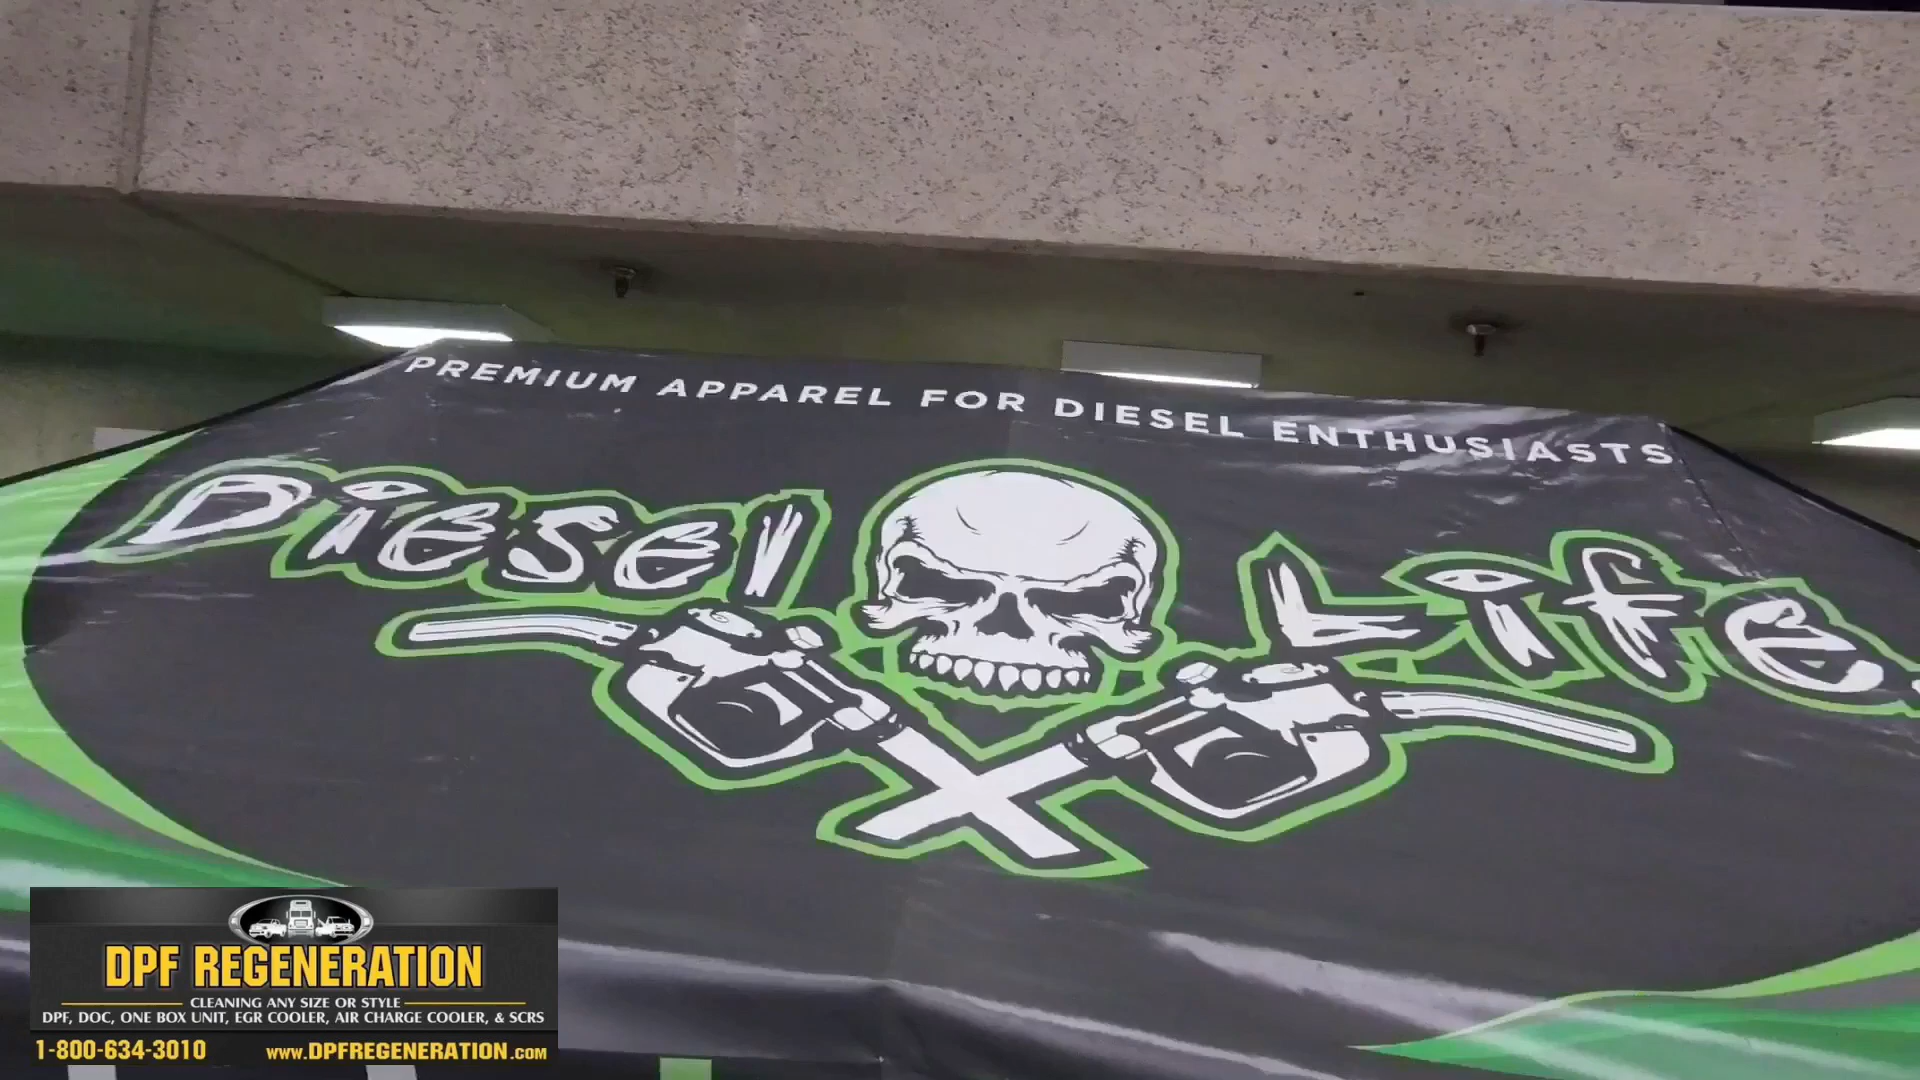 PREMIUM APPAREL FOR DIESEL ENTHUSIASTS
Diesel Life
DPF REGENERATION
CLEANING ANY SIZE OR STYLE
DPF, DOC, ONE BOX UNIT, EGR COOLER, AIR CHARGE COOLER, & SCRS
1-800-634-3010 www.DPFREGENERATION.com